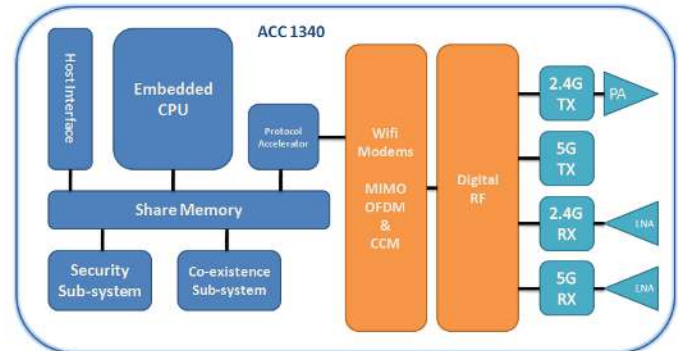 ACC 1340
Host Interface
Embedded
CPU
Protocol
Accelerator
Share Memory
Security
Sub-system
Co-existence
Sub-system
Wifi
Modems
MIMO
OFDM
&
CCM
Digital
RF
2.4G
TX
PA
5G
TX
2.4G
RX
LNA
5G
RX
LNA